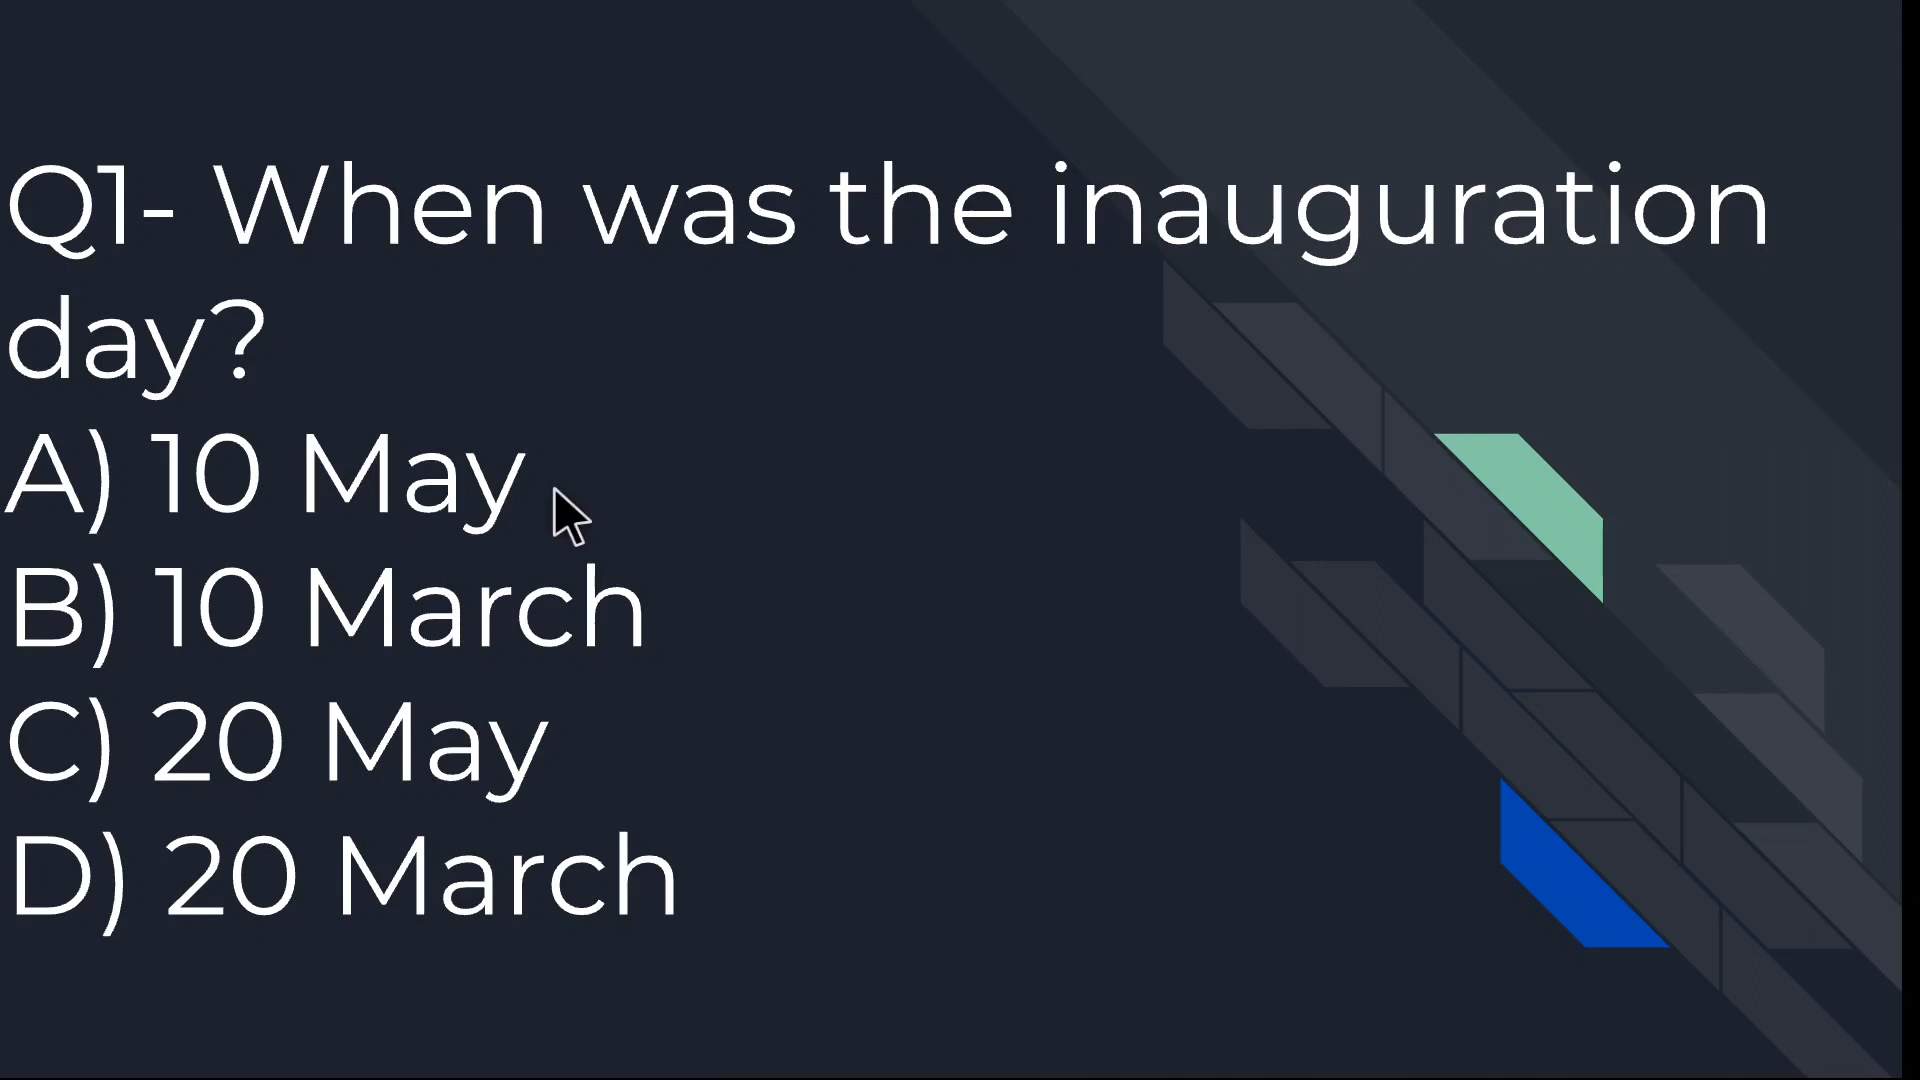 Q1- When was the inauguration
day?
A) 10 May
B) 10 March
C) 20 May
D) 20 March